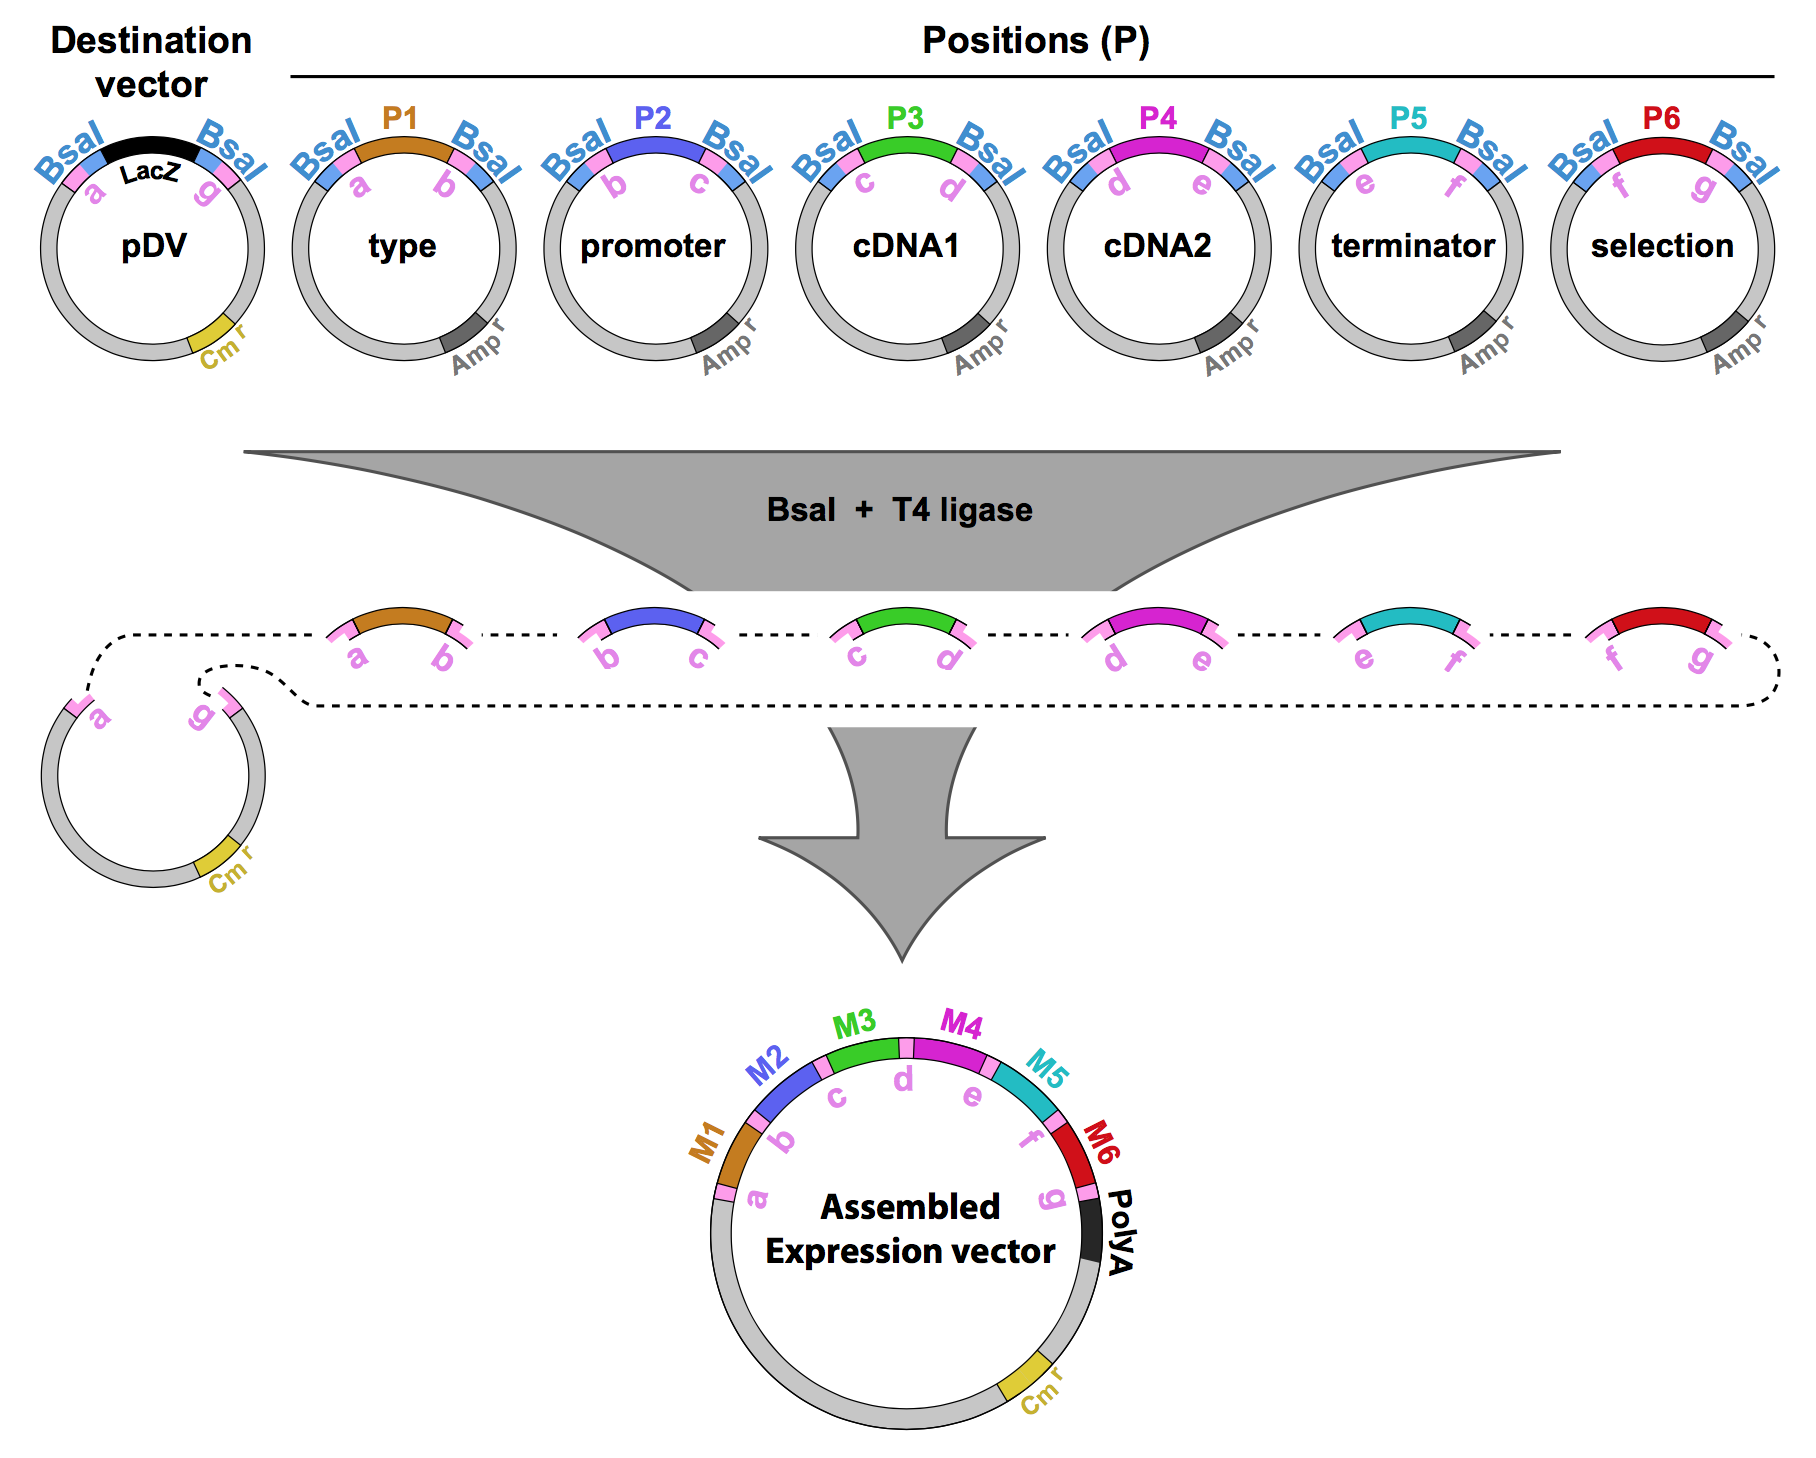 Destination
vector
Positions (P)
BsaI
BsaI
LacZ
a
g
pDV
Cm r
P1
BsaI
BsaI
a
b
type
Amp r
P2
BsaI
BsaI
b
c
promoter
Amp r
P3
BsaI
BsaI
c
d
cDNA1
Amp r
P4
BsaI
BsaI
d
e
cDNA2
Amp r
P5
BsaI
BsaI
e
f
terminator
Amp r
P6
BsaI
BsaI
f
g
selection
Amp r
BsaI + T4 ligase
a
b
b
c
c
d
d
e
e
f
f
g
a
g
Cm r
M1
M2
M3
M4
M5
M6
PolyA
a
b
c
d
e
f
g
Assembled
Expression vector
Cm r